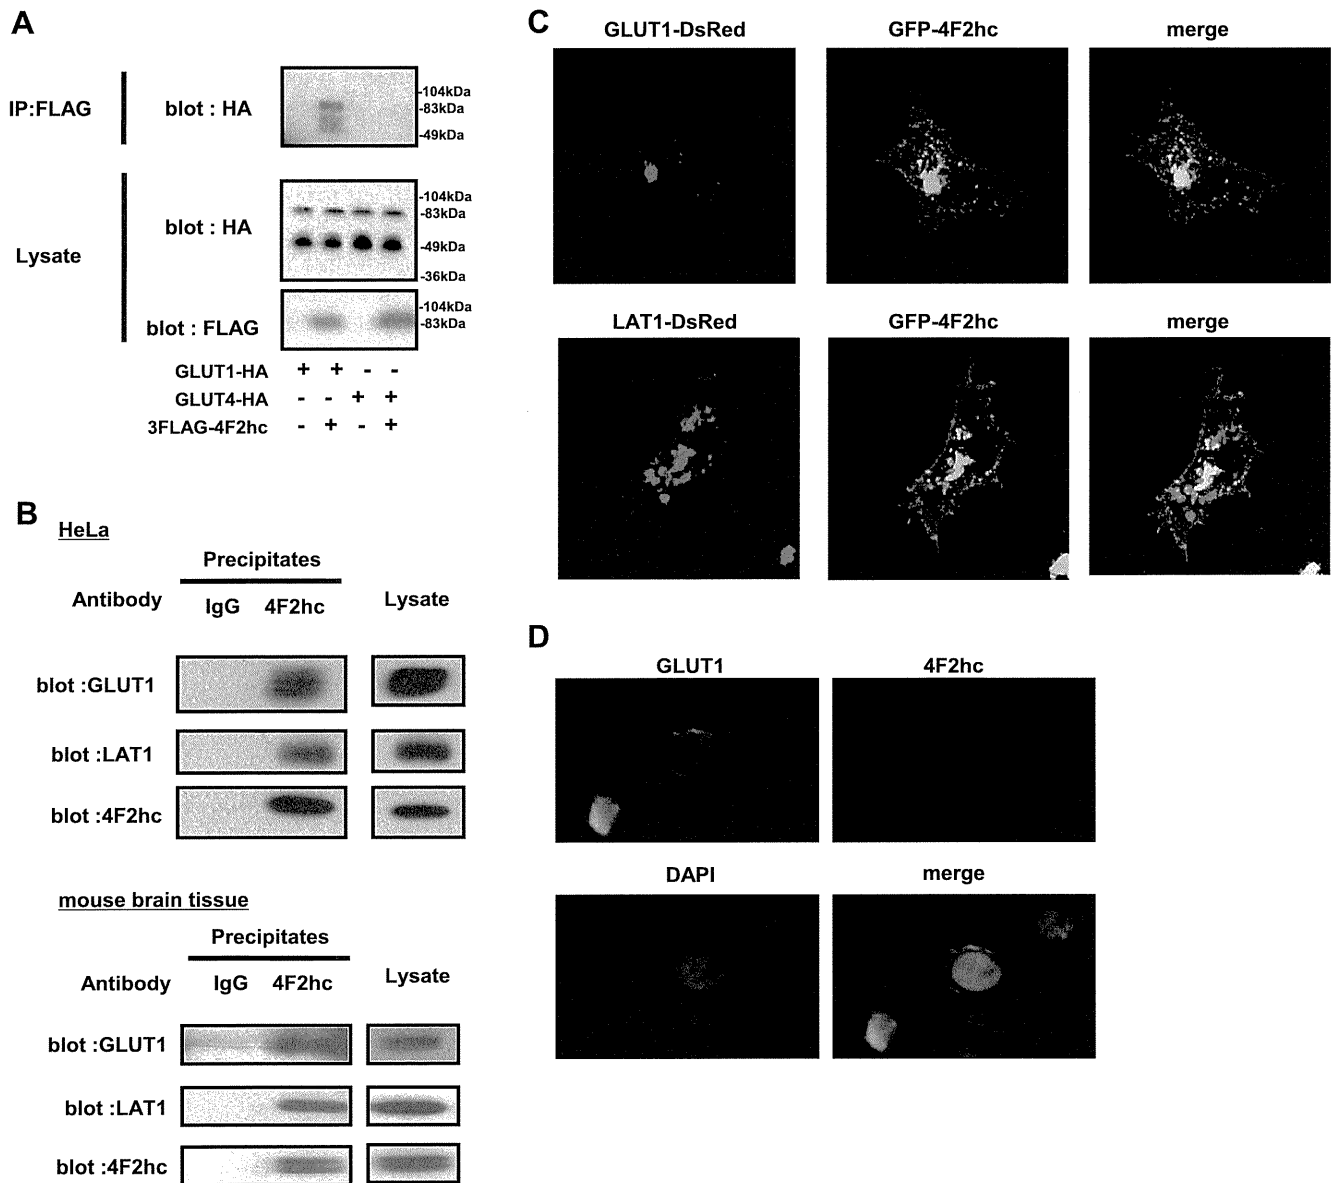 A
IP:FLAG
blot : HA
-104kDa
-83kDa
-49kDa
Lysate
blot : HA
-104kDa
-83kDa
-49kDa
-36kDa
blot : FLAG
-104kDa
-83kDa
GLUT1-HA + + - -
GLUT4-HA - - + +
3FLAG-4F2hc - + - +
B
HeLa
Precipitates
Antibody IgG 4F2hc Lysate
blot :GLUT1
blot :LAT1
blot :4F2hc
mouse brain tissue
Precipitates
Antibody IgG 4F2hc Lysate
blot :GLUT1
blot :LAT1
blot :4F2hc
C
GLUT1-DsRed GFP-4F2hc merge
LAT1-DsRed GFP-4F2hc merge
D
GLUT1 4F2hc
DAPI merge